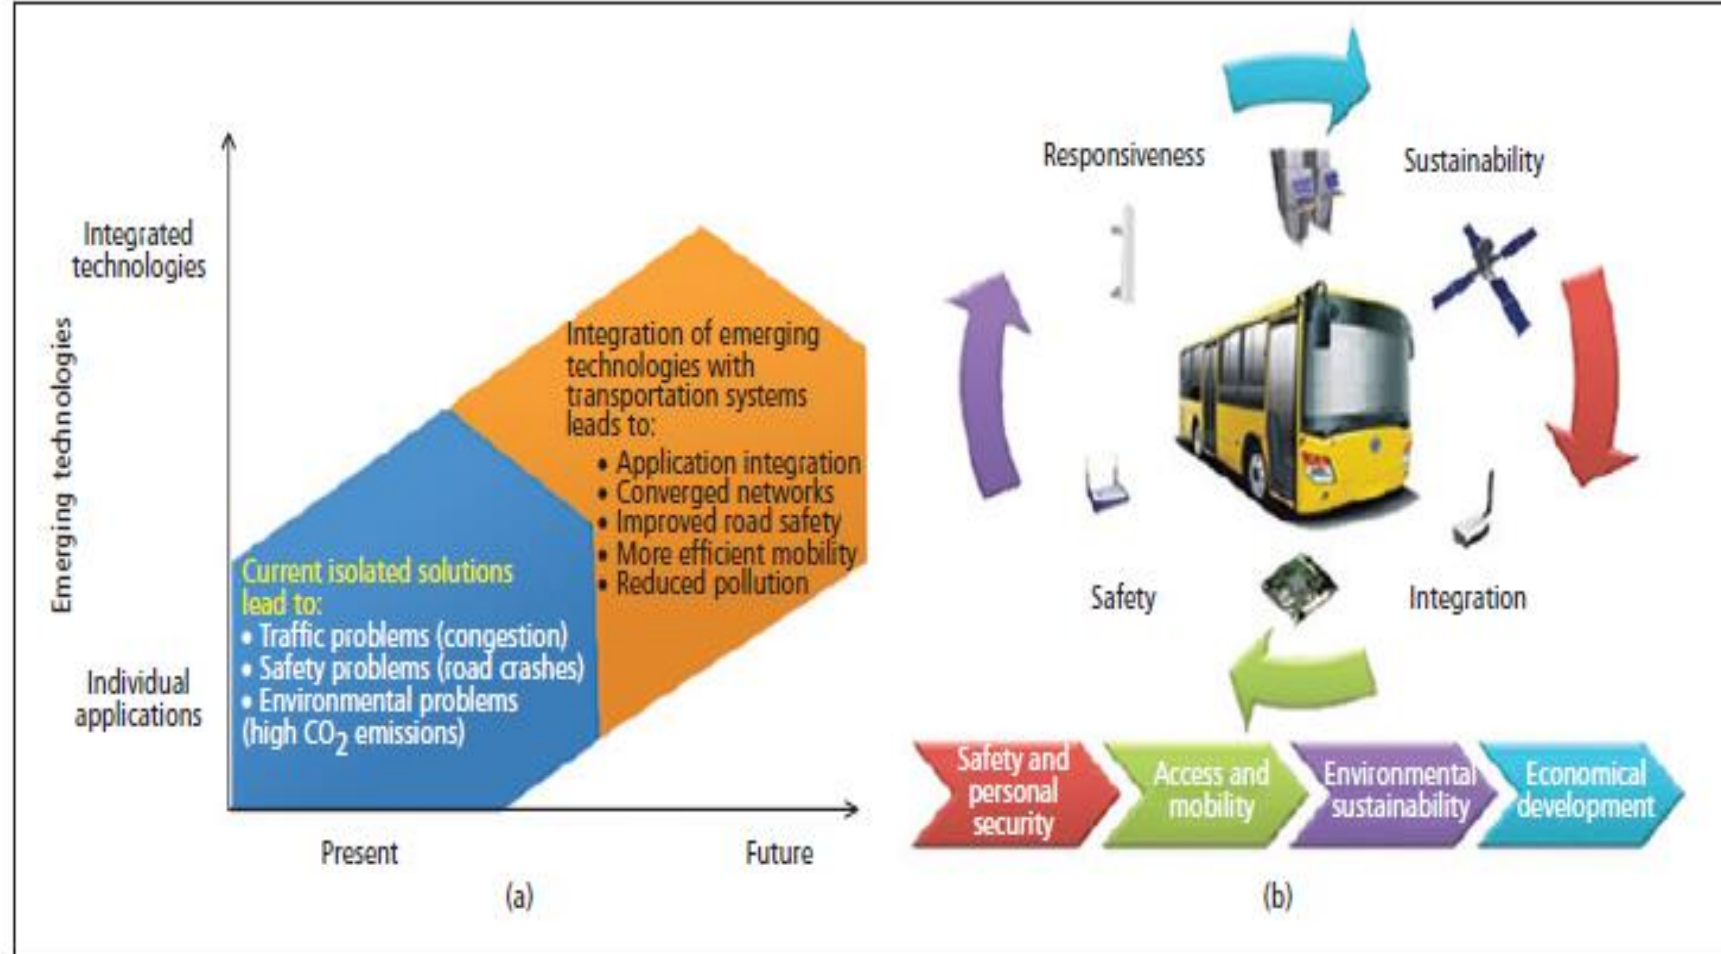 Emerging technologies
Integrated
technologies
Individual
applications
Integration of emerging
technologies with
transportation systems
leads to:
• Application integration
• Converged networks
• Improved road safety
• More efficient mobility
• Reduced pollution
Current isolated solutions
lead to:
• Traffic problems (congestion)
• Safety problems (road crashes)
• Environmental problems
(high CO2 emissions)
Present
Future
(a)
Responsiveness
Sustainability
Safety
Integration
Safety and
personal
security
Access and
mobility
Environmental
sustainability
Economical
development
(b)